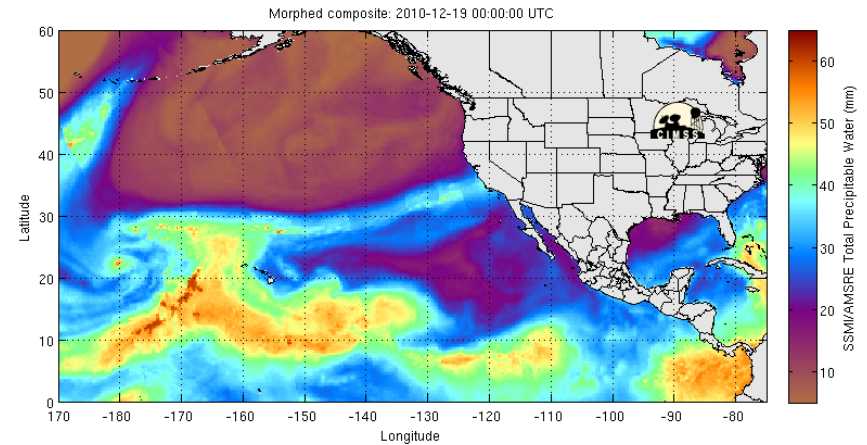 Morphed composite: 2010-12-19 00:00:00 UTC
60
50
40
30
20
10
0
Latitude
170 -180 -170 -160 -150 -140 -130 -120 -110 -100 -90 -80
Longitude
CIMSS
60
50
40
30
20
10
SSMI/AMSRE Total Precipitable Water (mm)